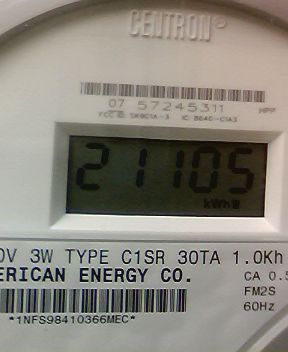 CENTRON®
07 57245311
21105
kWh
0V 3W TYPE C1SR 30TA 1.0Kh
ERICAN ENERGY CO.
CA 0.5
FM2S
60Hz
*1NFS98410366MEC*